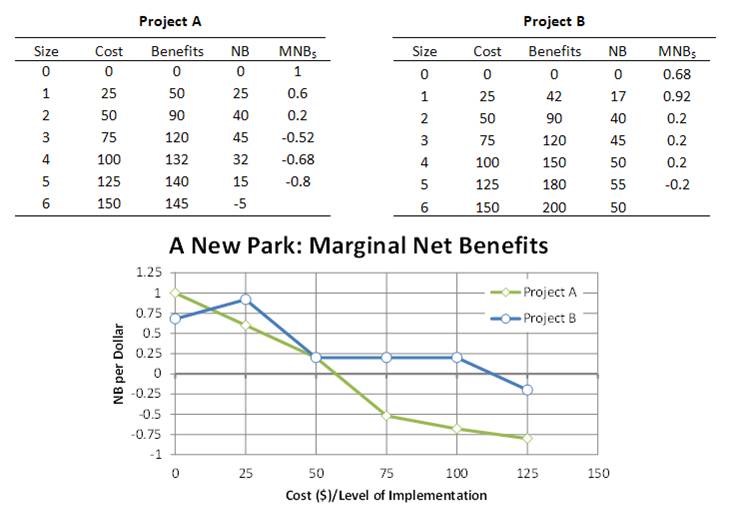 Project A
Size Cost Benefits NB MNB$
0 0 0 0 1
1 25 50 25 0.6
2 50 90 40 0.2
3 75 120 45 -0.52
4 100 132 32 -0.68
5 125 140 15 -0.8
6 150 145 -5
Project B
Size Cost Benefits NB MNB$
0 0 0 0 0.68
1 25 42 17 0.92
2 50 90 40 0.2
3 75 120 45 0.2
4 100 150 50 0.2
5 125 180 55 -0.2
6 150 200 50
A New Park: Marginal Net Benefits
1.25
1
0.75
0.5
0.25
0
-0.25
-0.5
-0.75
-1
NB per Dollar
Project A
Project B
0 25 50 75 100 125 150
Cost ($)/Level of Implementation